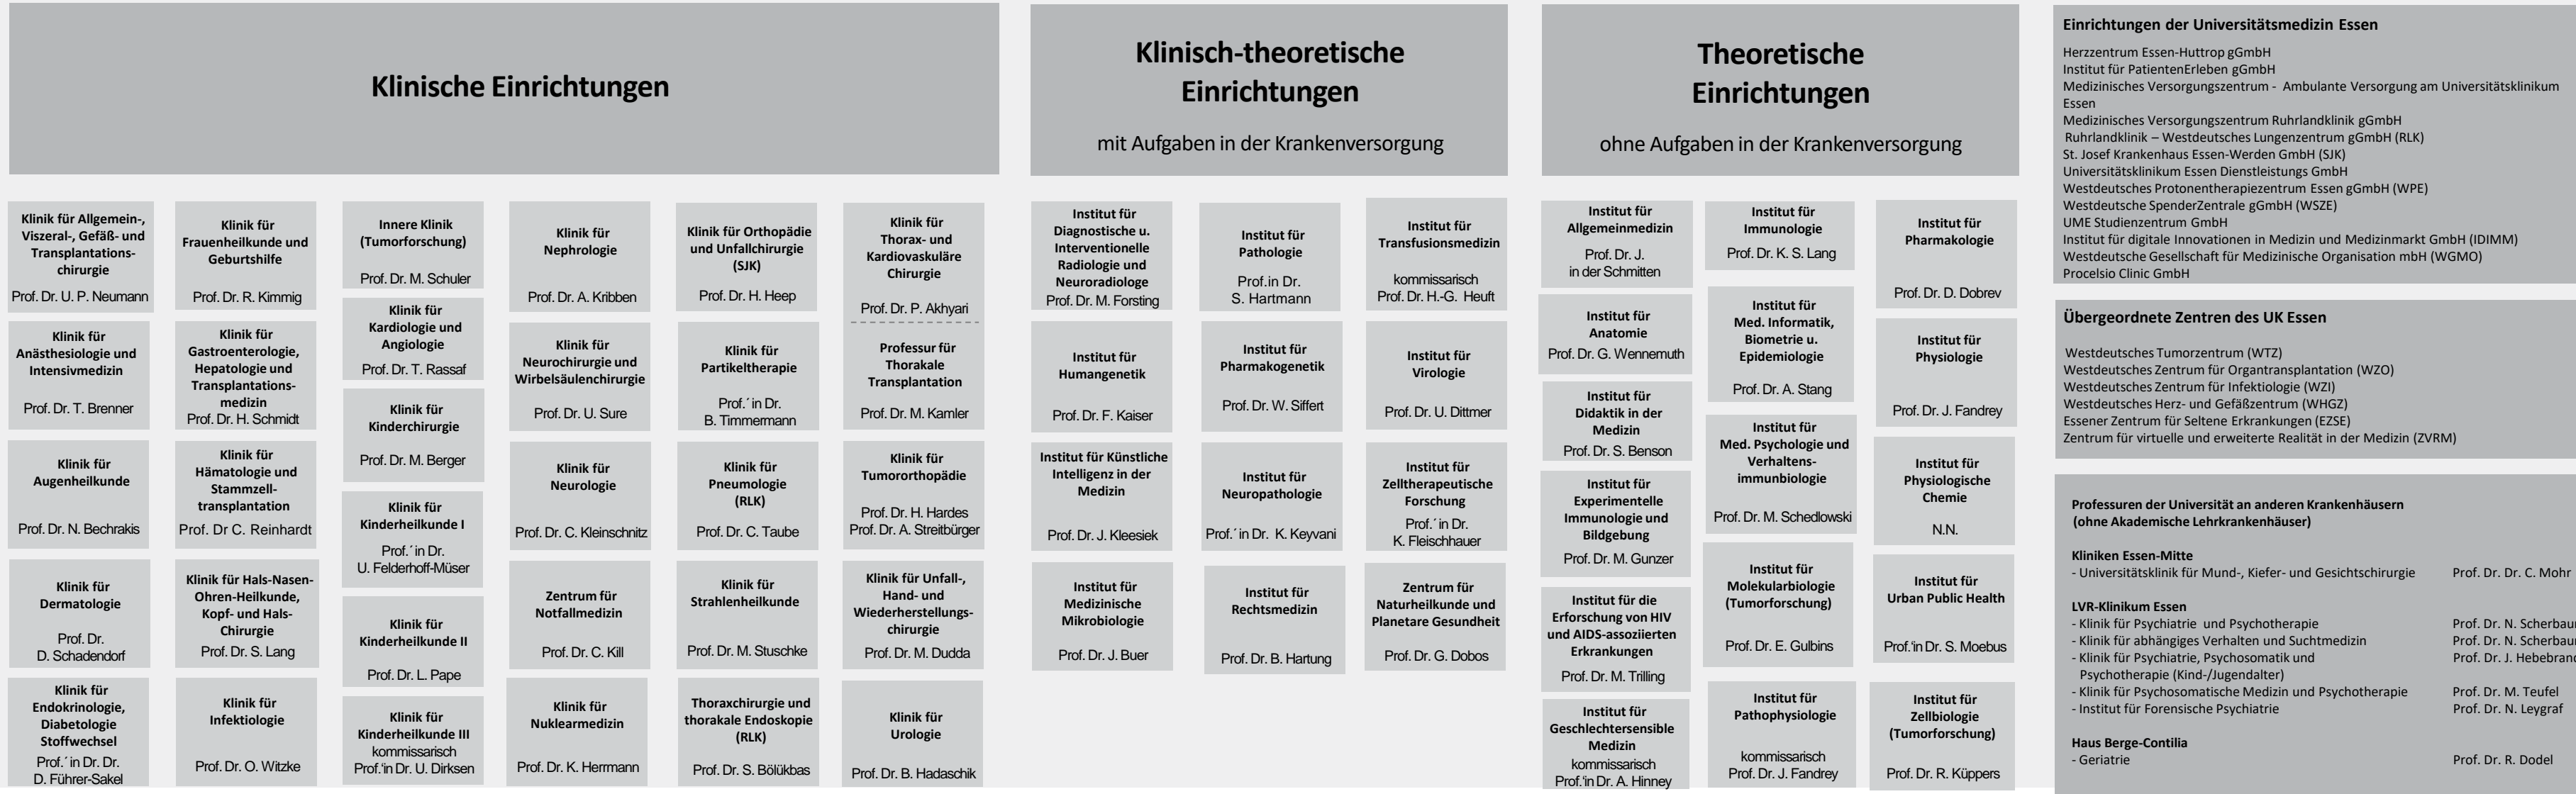 Klinische Einrichtungen
Klinik für Allgemein-,
Viszeral-, Gefäß- und
Transplantations-
chirurgie
Prof. Dr. U. P. Neumann
Klinik für
Anästhesiologie und
Intensivmedizin
Prof. Dr. T. Brenner
Klinik für
Augenheilkunde
Prof. Dr. N. Bechrakis
Klinik für
Dermatologie
Prof. Dr.
D. Schadendorf
Klinik für
Endokrinologie,
Diabetologie
Stoffwechsel
Prof.´ in Dr. Dr.
D. Führer-Sakel
Klinik für
Frauenheilkunde und
Geburtshilfe
Prof. Dr. R. Kimmig
Klinik für
Gastroenterologie,
Hepatologie und
Transplantations-
medizin
Prof. Dr. H. Schmidt
Klinik für
Hämatologie und
Stammzell-
transplantation
Prof. Dr C. Reinhardt
Klinik für Hals-Nasen-
Ohren-Heilkunde,
Kopf- und Hals-
Chirurgie
Prof. Dr. S. Lang
Klinik für
Infektiologie
Prof. Dr. O. Witzke
Innere Klinik
(Tumorforschung)
Prof. Dr. M. Schuler
Klinik für
Kardiologie und
Angiologie
Prof. Dr. T. Rassaf
Klinik für
Kinderchirurgie
Prof. Dr. M. Berger
Klinik für
Kinderheilkunde I
Prof.´ in Dr.
U. Felderhoff-Müser
Klinik für
Kinderheilkunde II
Prof. Dr. L. Pape
Klinik für
Kinderheilkunde III
kommissarisch
Prof.'in Dr. U. Dirksen
Klinik für
Nephrologie
Prof. Dr. A. Kribben
Klinik für
Neurochirurgie und
Wirbelsäulenchirurgie
Prof. Dr. U. Sure
Klinik für
Neurologie
Prof. Dr. C. Kleinschnitz
Zentrum für
Notfallmedizin
Prof. Dr. C. Kill
Klinik für
Nuklearmedizin
Prof. Dr. K. Herrmann
Klinik für Orthopädie
und Unfallchirurgie
(SJK)
Prof. Dr. H. Heep
Klinik für
Partikeltherapie
Prof.´ in Dr.
B. Timmermann
Klinik für
Pneumologie
(RLK)
Prof. Dr. C. Taube
Klinik für
Strahlenheilkunde
Prof. Dr. M. Stuschke
Thoraxchirurgie und
thorakale Endoskopie
(RLK)
Prof. Dr. S. Bölükbas
Klinik für
Thorax- und
Kardiovaskuläre
Chirurgie
Prof. Dr. P. Akhyari
Professur für
Thorakale
Transplantation
Prof. Dr. M. Kamler
Klinik für
Tumororthopädie
Prof. Dr. H. Hardes
Prof. Dr. A. Streitbürger
Klinik für Unfall-,
Hand- und
Wiederherstellungs-
chirurgie
Prof. Dr. M. Dudda
Klinik für
Urologie
Prof. Dr. B. Hadaschik
Klinisch-theoretische
Einrichtungen
mit Aufgaben in der Krankenversorgung
Institut für
Diagnostische u.
Interventionelle
Radiologie und
Neuroradiologe
Prof. Dr. M. Forsting
Institut für
Humangenetik
Prof. Dr. F. Kaiser
Institut für Künstliche
Intelligenz in der
Medizin
Prof. Dr. J. Kleesiek
Institut für
Medizinische
Mikrobiologie
Prof. Dr. J. Buer
Institut für
Pathologie
Prof.in Dr.
S. Hartmann
Institut für
Pharmakogenetik
Prof. Dr. W. Siffert
Institut für
Neuropathologie
Prof.´ in Dr. K. Keyvani
Institut für
Rechtsmedizin
Prof. Dr. B. Hartung
Institut für
Transfusionsmedizin
kommissarisch
Prof. Dr. H.-G. Heuft
Institut für
Virologie
Prof. Dr. U. Dittmer
Institut für
Zelltherapeutische
Forschung
Prof.´ in Dr.
K. Fleischhauer
Zentrum für
Naturheilkunde und
Planetare Gesundheit
Prof. Dr. G. Dobos
Theoretische
Einrichtungen
ohne Aufgaben in der Krankenversorgung
Institut für
Allgemeinmedizin
Prof. Dr. J.
in der Schmitten
Institut für
Anatomie
Prof. Dr. G. Wennemuth
Institut für
Didaktik in der
Medizin
Prof. Dr. S. Benson
Institut für
Experimentelle
Immunologie und
Bildgebung
Prof. Dr. M. Gunzer
Institut für die
Erforschung von HIV
und AIDS-assoziierten
Erkrankungen
Prof. Dr. M. Trilling
Institut für
Geschlechtersensible
Medizin
kommissarisch
Prof.'in Dr. A. Hinney
Institut für
Immunologie
Prof. Dr. K. S. Lang
Institut für
Med. Informatik,
Biometrie u.
Epidemiologie
Prof. Dr. A. Stang
Institut für
Med. Psychologie und
Verhaltens-
immunbiologie
Prof. Dr. M. Schedlowski
Institut für
Molekularbiologie
(Tumorforschung)
Prof. Dr. E. Gulbins
Institut für
Pathophysiologie
kommissarisch
Prof. Dr. J. Fandrey
Institut für
Pharmakologie
Prof. Dr. D. Dobrev
Institut für
Physiologie
Prof. Dr. J. Fandrey
Institut für
Physiologische
Chemie
N.N.
Institut für
Urban Public Health
Prof.'in Dr. S. Moebus
Institut für
Zellbiologie
(Tumorforschung)
Prof. Dr. R. Küppers
Einrichtungen der Universitätsmedizin Essen
Herzzentrum Essen-Huttrop gGmbH
Institut für PatientenErleben gGmbH
Medizinisches Versorgungszentrum - Ambulante Versorgung am Universitätsklinikum
Essen
Medizinisches Versorgungszentrum Ruhrlandklinik gGmbH
Ruhrlandklinik – Westdeutsches Lungenzentrum gGmbH (RLK)
St. Josef Krankenhaus Essen-Werden GmbH (SJK)
Universitätsklinikum Essen Dienstleistungs GmbH
Westdeutsches Protonentherapiezentrum Essen gGmbH (WPE)
Westdeutsche SpenderZentrale gGmbH (WSZE)
UME Studienzentrum GmbH
Institut für digitale Innovationen in Medizin und Medizinmarkt GmbH (IDIMM)
Westdeutsche Gesellschaft für Medizinische Organisation mbH (WGMO)
Procelsio Clinic GmbH
Übergeordnete Zentren des UK Essen
Westdeutsches Tumorzentrum (WTZ)
Westdeutsches Zentrum für Organtransplantation (WZO)
Westdeutsches Zentrum für Infektiologie (WZI)
Westdeutsches Herz- und Gefäßzentrum (WHGZ)
Essener Zentrum für Seltene Erkrankungen (EZSE)
Zentrum für virtuelle und erweiterte Realität in der Medizin (ZVRM)
Professuren der Universität an anderen Krankenhäusern
(ohne Akademische Lehrkrankenhäuser)
Kliniken Essen-Mitte
- Universitätsklinik für Mund-, Kiefer- und Gesichtschirurgie Prof. Dr. Dr. C. Mohr
LVR-Klinikum Essen
- Klinik für Psychiatrie und Psychotherapie Prof. Dr. N. Scherbaum
- Klinik für abhängiges Verhalten und Suchtmedizin Prof. Dr. N. Scherbaum
- Klinik für Psychiatrie, Psychosomatik und Prof. Dr. J. Hebebrand
Psychotherapie (Kind-/Jugendalter)
- Klinik für Psychosomatische Medizin und Psychotherapie Prof. Dr. M. Teufel
- Institut für Forensische Psychiatrie Prof. Dr. N. Leygraf
Haus Berge-Contilia
- Geriatrie Prof. Dr. R. Dodel